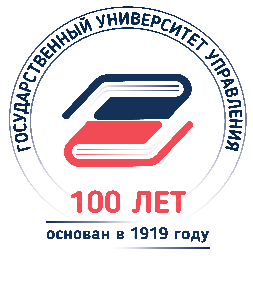 ГОСУДАРСТВЕННЫЙ УНИВЕРСИТЕТ УПРАВЛЕНИЯ
100 ЛЕТ
основан в 1919 году